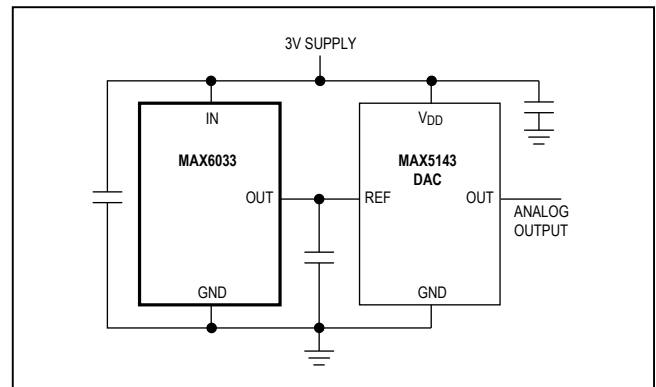 3V SUPPLY
IN
MAX6033
OUT
GND
VDD
MAX5143
DAC
REF
OUT
GND
ANALOG
OUTPUT